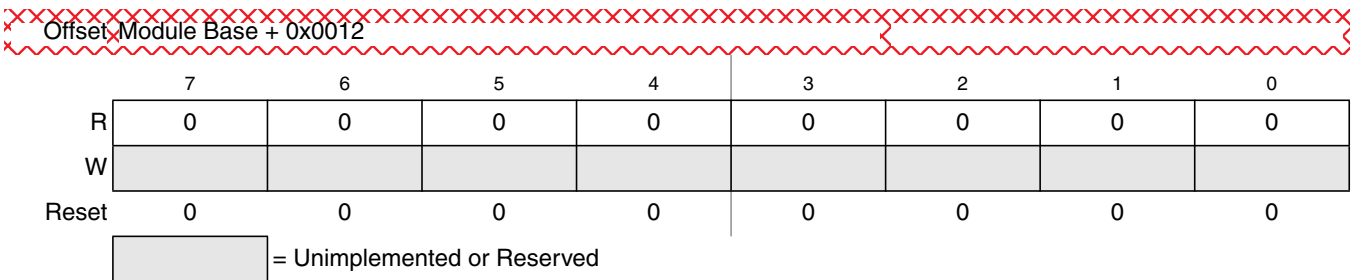 Offset Module Base + 0x0012
7 6 5 4 3 2 1 0
R 0 0 0 0 0 0 0 0
W
Reset 0 0 0 0 0 0 0 0
= Unimplemented or Reserved